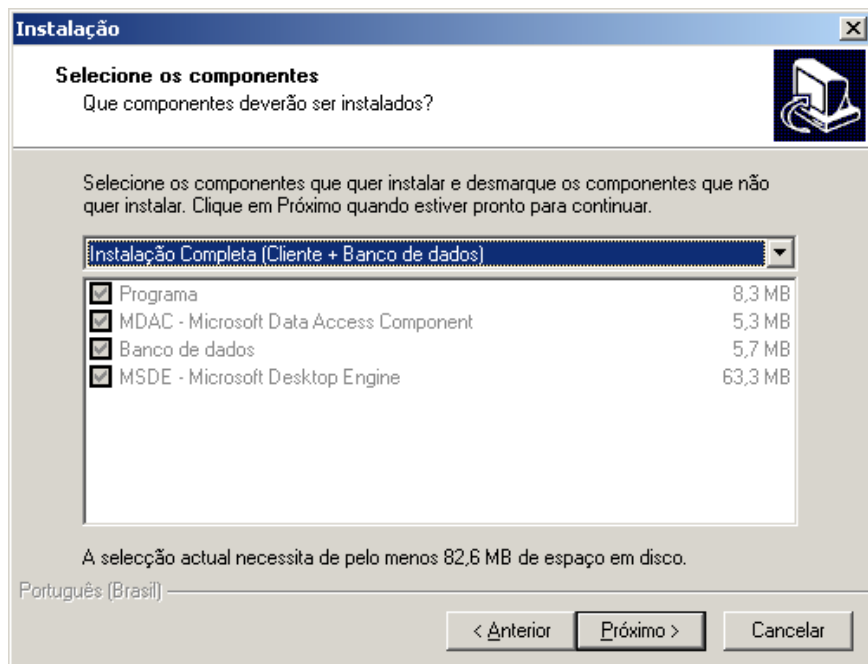 Instalação
Selecione os componentes
Que componentes deverão ser instalados?
Selecione os componentes que quer instalar e desmarque os componentes que não
quer instalar. Clique em Próximo quando estiver pronto para continuar.
Instalação Completa (Cliente + Banco de dados)
Programa 8,3 MB
MDAC - Microsoft Data Access Component 5,3 MB
Banco de dados 5,7 MB
MSDE - Microsoft Desktop Engine 63,3 MB
A selecção actual necessita de pelo menos 82,6 MB de espaço em disco.
Português (Brasil)
< Anterior Próximo > Cancelar